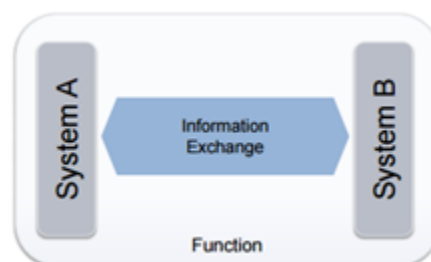 System A
Information
Exchange
System B
Function